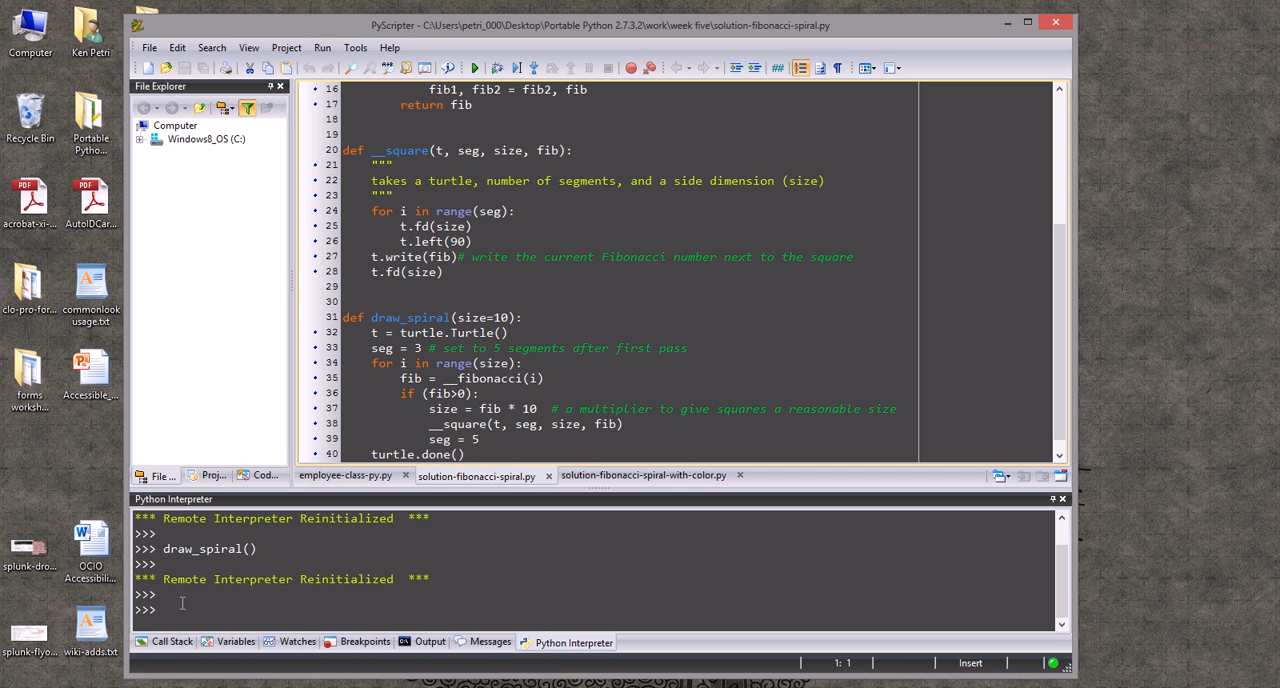 Computer
Ken Petri
Recycle Bin
Portable
Pytho...
PDF
PDF
acrobat-xi-...
AutoIDCar...
clo-pro-for...
commonlook
usage.txt
forms
worksh...
Accessible_...
splunk-dro...
OCIO
Accessibili...
splunk-flyo...
wiki-adds.txt
PyScripter - C:\Users\petri_000\Desktop\Portable Python 2.7.3.2\work\week five\solution-fibonacci-spiral.py
File Edit Search View Project Run Tools Help
File Explorer
Computer
Windows8_OS (C:)
File ... Proj... Cod...
16 fib1, fib2 = fib2, fib
17 return fib
18
19
20 def __square(t, seg, size, fib):
21 """
22 takes a turtle, number of segments, and a side dimension (size)
23 """
24 for i in range(seg):
25 t.fd(size)
26 t.left(90)
27 t.write(fib)# write the current Fibonacci number next to the square
28 t.fd(size)
29
30
31 def draw_spiral(size=10):
32 t = turtle.Turtle()
33 seg = 3 # set to 5 segments after first pass
34 for i in range(size):
35 fib = __fibonacci(i)
36 if (fib>0):
37 size = fib * 10 # a multiplier to give squares a reasonable size
38 __square(t, seg, size, fib)
39 seg = 5
40 turtle.done()
employee-class-py.py solution-fibonacci-spiral.py solution-fibonacci-spiral-with-color.py
Python Interpreter
*** Remote Interpreter Reinitialized ***
>>>
>>> draw_spiral()
>>>
*** Remote Interpreter Reinitialized ***
>>>
>>>
Call Stack Variables Watches Breakpoints Output Messages Python Interpreter
1: 1 Insert